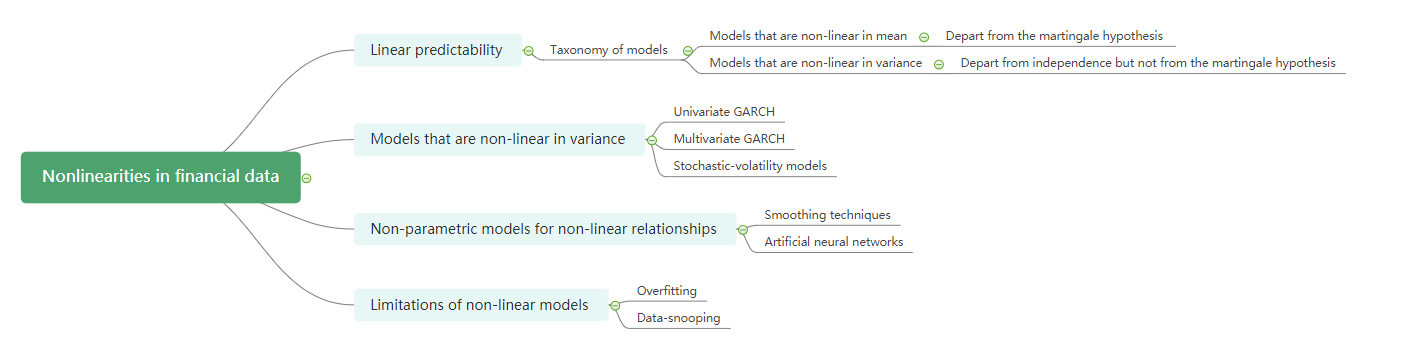 Nonlinearities in financial data
Linear predictability
Taxonomy of models
Models that are non-linear in mean
Depart from the martingale hypothesis
Models that are non-linear in variance
Depart from independence but not from the martingale hypothesis
Models that are non-linear in variance
Univariate GARCH
Multivariate GARCH
Stochastic-volatility models
Non-parametric models for non-linear relationships
Smoothing techniques
Artificial neural networks
Limitations of non-linear models
Overfitting
Data-snooping